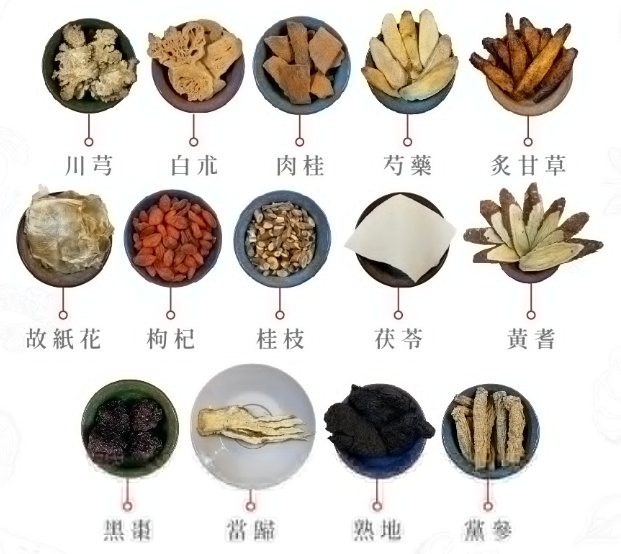 川芎 白朮 肉桂 芍藥 炙甘草
故紙花 枸杞 桂枝 茯苓 黃耆
黑棗 當歸 熟地 黨參